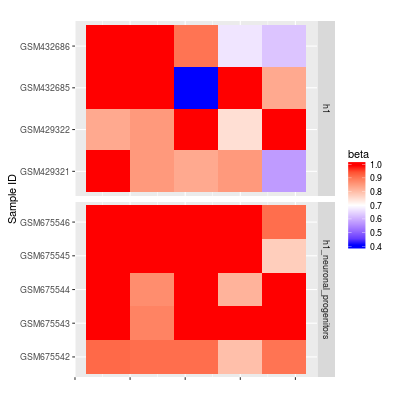 Sample ID
GSM432686
GSM432685
GSM429322
GSM429321
h1
GSM675546
GSM675545
GSM675544
GSM675543
GSM675542
h1_neuronal_progenitors
beta
1.0
0.9
0.8
0.7
0.6
0.5
0.4